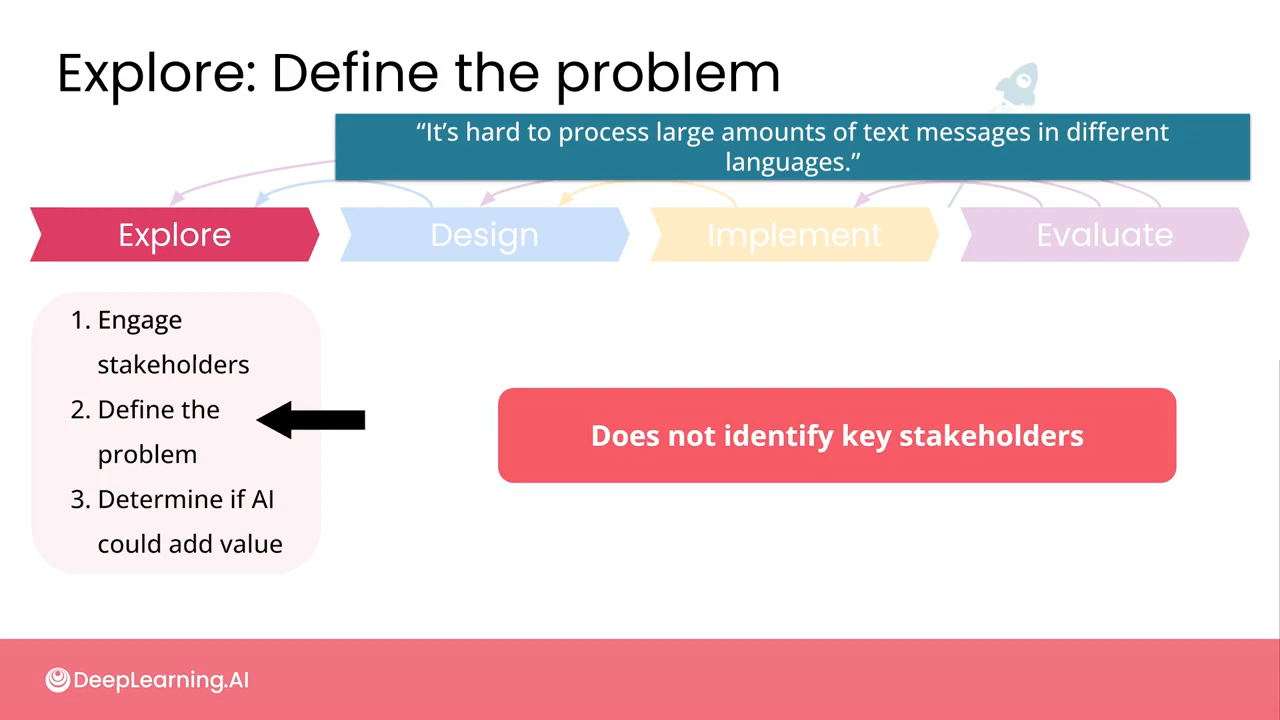 Explore: Define the problem
“It’s hard to process large amounts of text messages in different
languages.”
Explore
Design
Implement
Evaluate
1. Engage
stakeholders
2. Define the
problem
3. Determine if AI
could add value
Does not identify key stakeholders
DeepLearning.AI